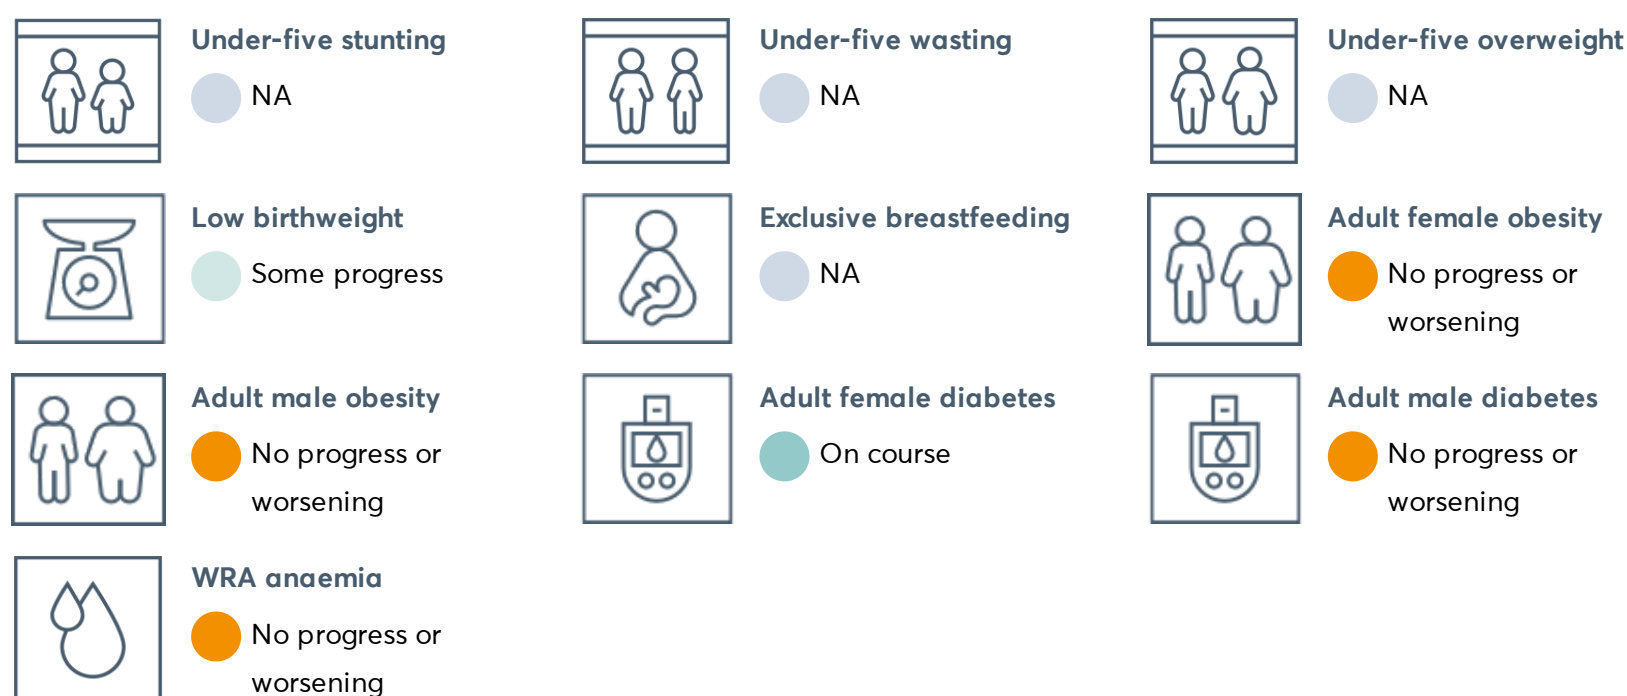 Under-five stunting
NA
Under-five wasting
NA
Under-five overweight
NA
Low birthweight
Some progress
Exclusive breastfeeding
NA
Adult female obesity
No progress or
worsening
Adult male obesity
No progress or
worsening
Adult female diabetes
On course
Adult male diabetes
No progress or
worsening
WRA anaemia
No progress or
worsening